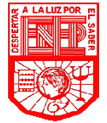 DESPERTAR A LA LUZ POR EL SABER
ENP